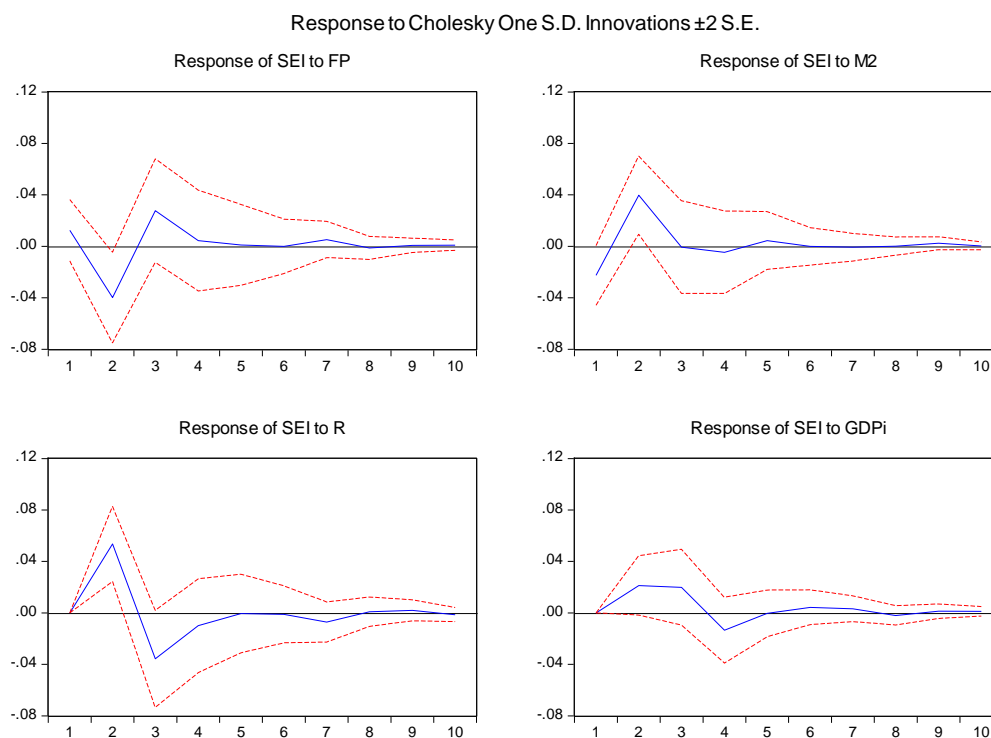 Response to Cholesky One S.D. Innovations ±2 S.E.
Response of SEI to FP
.12
.08
.04
.00
-.04
-.08
1 2 3 4 5 6 7 8 9 10
Response of SEI to M2
.12
.08
.04
.00
-.04
-.08
1 2 3 4 5 6 7 8 9 10
Response of SEI to R
.12
.08
.04
.00
-.04
-.08
1 2 3 4 5 6 7 8 9 10
Response of SEI to GDPi
.12
.08
.04
.00
-.04
-.08
1 2 3 4 5 6 7 8 9 10